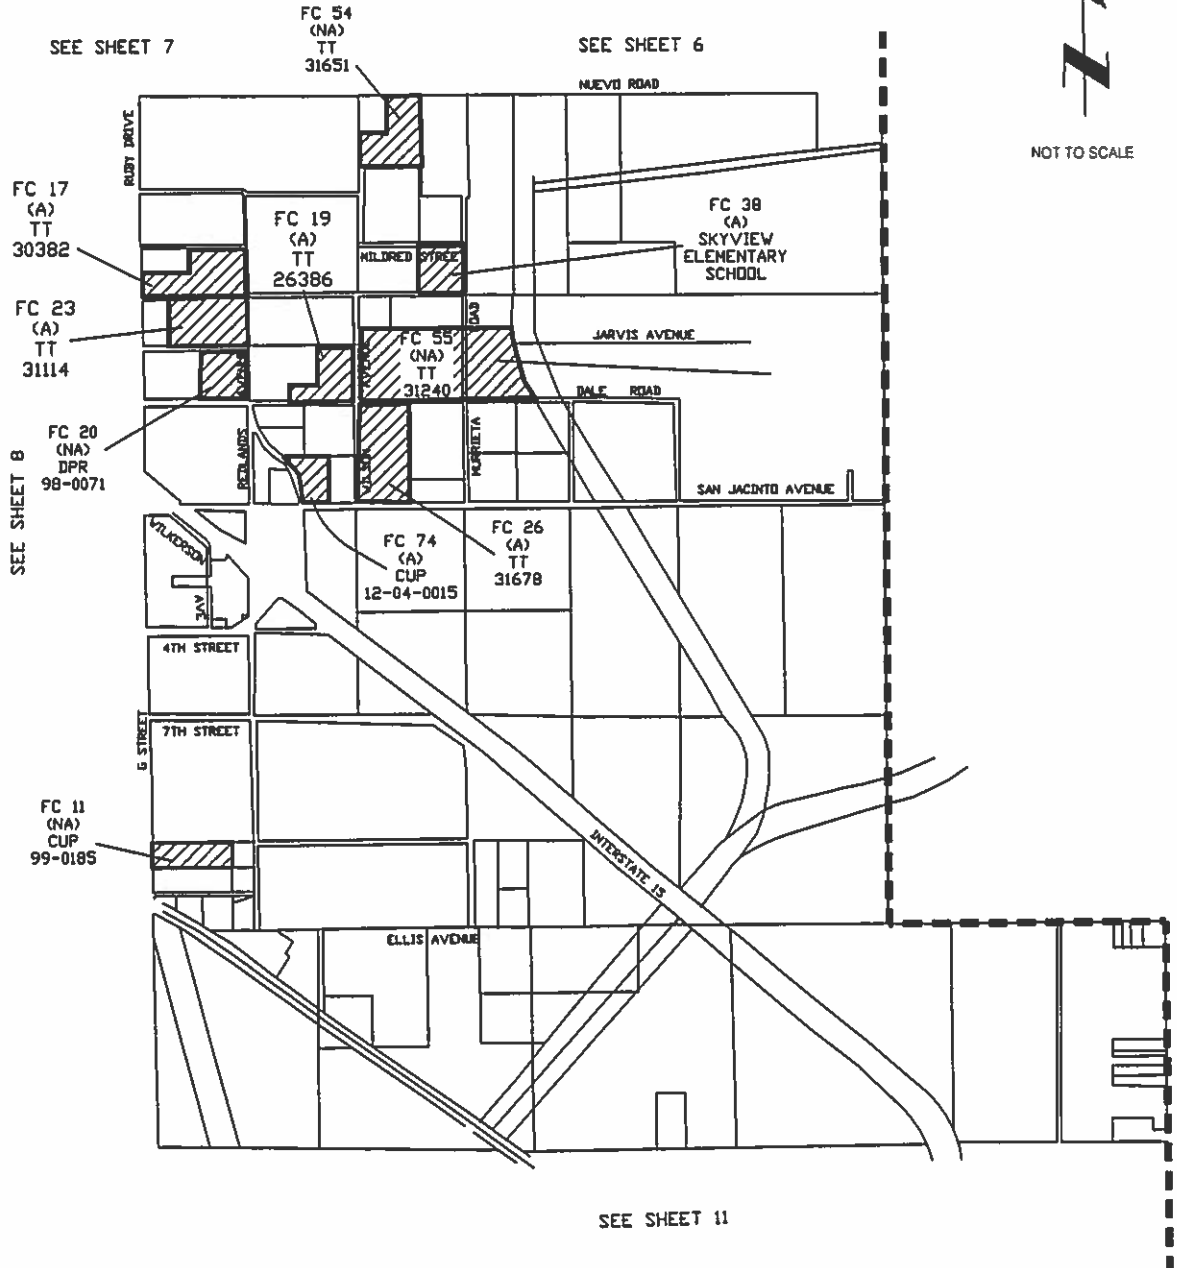 FC 54
(NA)
TT
31651
SEE SHEET 7
SEE SHEET 6
NUEVO ROAD
RUBY DRIVE
NOT TO SCALE
FC 17
(A)
TT
30382
FC 19
(A)
TT
26386
FC 38
(A)
SKYVIEW
ELEMENTARY
SCHOOL
MILDRED STREE
FC 23
(A)
TT
31114
OAD
JARVIS AVENUE
FC 55
(NA)
TT
31240
AVENUE
DALE ROAD
FC 20
(NA)
DPR
98-0071
REDLANDS
WILSON
MURRIETA
SAN JACINTO AVENUE
SEE SHEET 8
WILKERSON
AVE
FC 74
(A)
CUP
12-04-0015
FC 26
(A)
TT
31678
4TH STREET
G STREET
7TH STREET
FC 11
(NA)
CUP
99-0185
INTERSTATE 15
ELLIS AVENUE
SEE SHEET 11